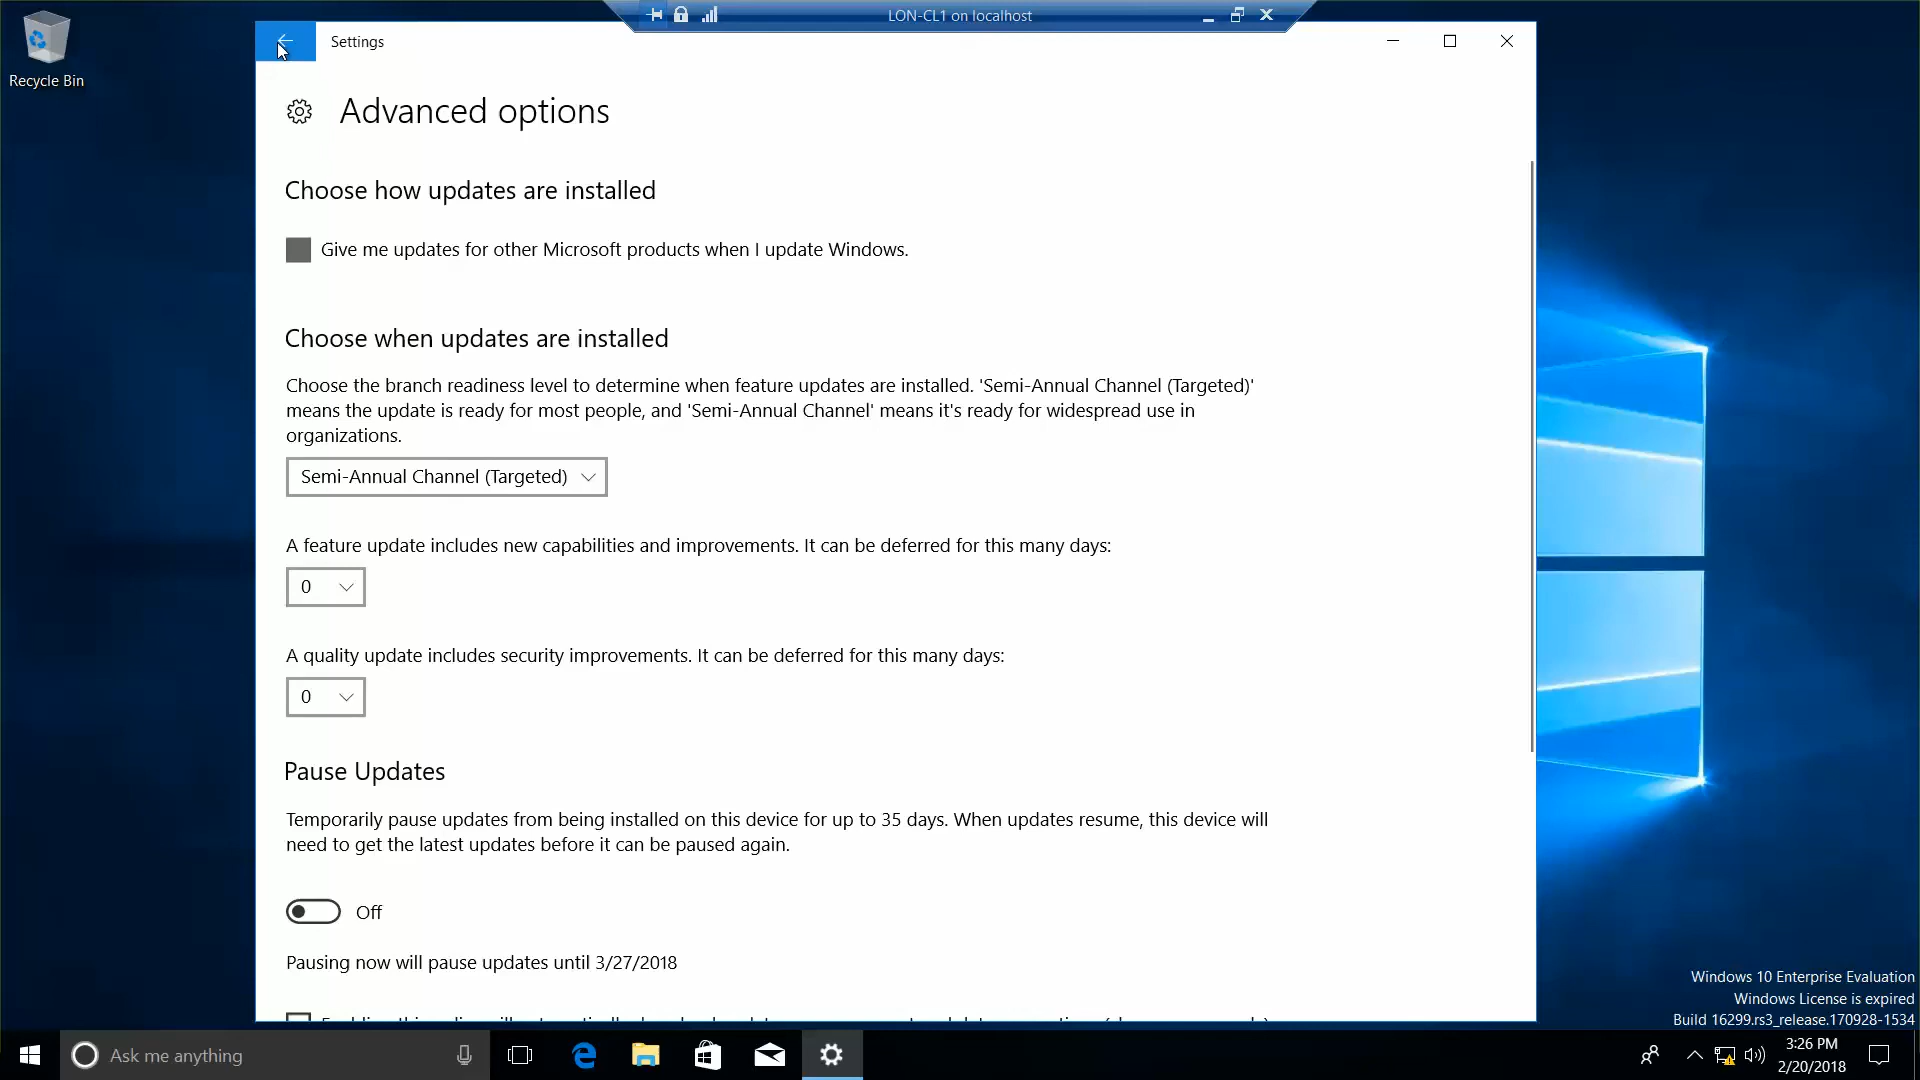 LON-CL1 on localhost
Recycle Bin
Settings
Advanced options
Choose how updates are installed
Give me updates for other Microsoft products when I update Windows.
Choose when updates are installed
Choose the branch readiness level to determine when feature updates are installed. 'Semi-Annual Channel (Targeted)'
means the update is ready for most people, and 'Semi-Annual Channel' means it's ready for widespread use in
organizations.
Semi-Annual Channel (Targeted)
A feature update includes new capabilities and improvements. It can be deferred for this many days:
0
A quality update includes security improvements. It can be deferred for this many days:
0
Pause Updates
Temporarily pause updates from being installed on this device for up to 35 days. When updates resume, this device will
need to get the latest updates before it can be paused again.
Off
Pausing now will pause updates until 3/27/2018
Windows 10 Enterprise Evaluation
Windows License is expired
Build 16299.rs3_release.170928-1534
Ask me anything
3:26 PM
2/20/2018